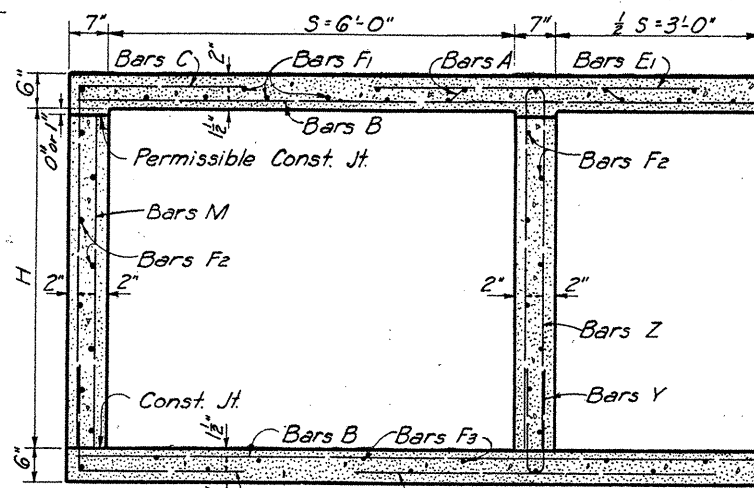 7" S=6'-0" 7" ½ S=3'-0"
Bars C 2" Bars F1 Bars A Bars E1
6"
1½" Bars B
0" or 1"
Permissible Const. Jt. Bars F2
Bars M
Bars F2
H
2" 2" 2" 2"
Bars Z
Bars Y
Const. Jt.
1½" Bars B Bars F3
6"